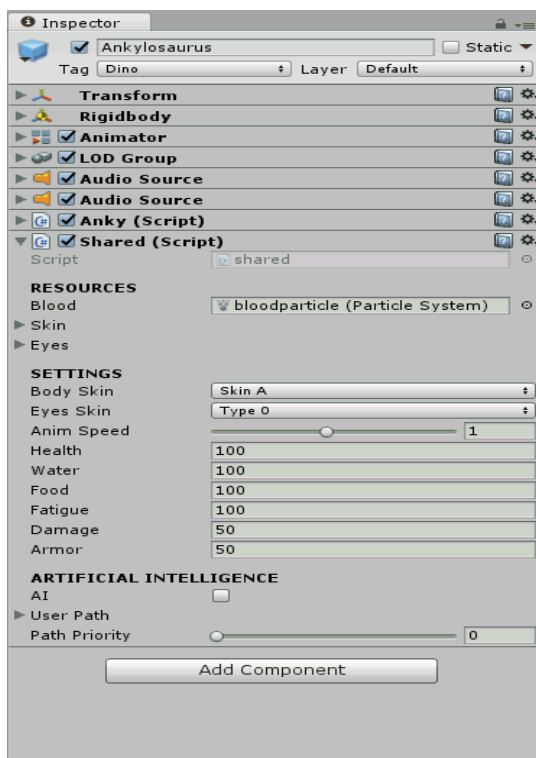 Inspector
Ankylosaurus Static
Tag Dino Layer Default
Transform
Rigidbody
Animator
LOD Group
Audio Source
Audio Source
Anky (Script)
Shared (Script)
Script shared
RESOURCES
Blood bloodparticle (Particle System)
Skin
Eyes
SETTINGS
Body Skin Skin A
Eyes Skin Type 0
Anim Speed 1
Health 100
Water 100
Food 100
Fatigue 100
Damage 50
Armor 50
ARTIFICIAL INTELLIGENCE
AI
User Path
Path Priority 0
Add Component